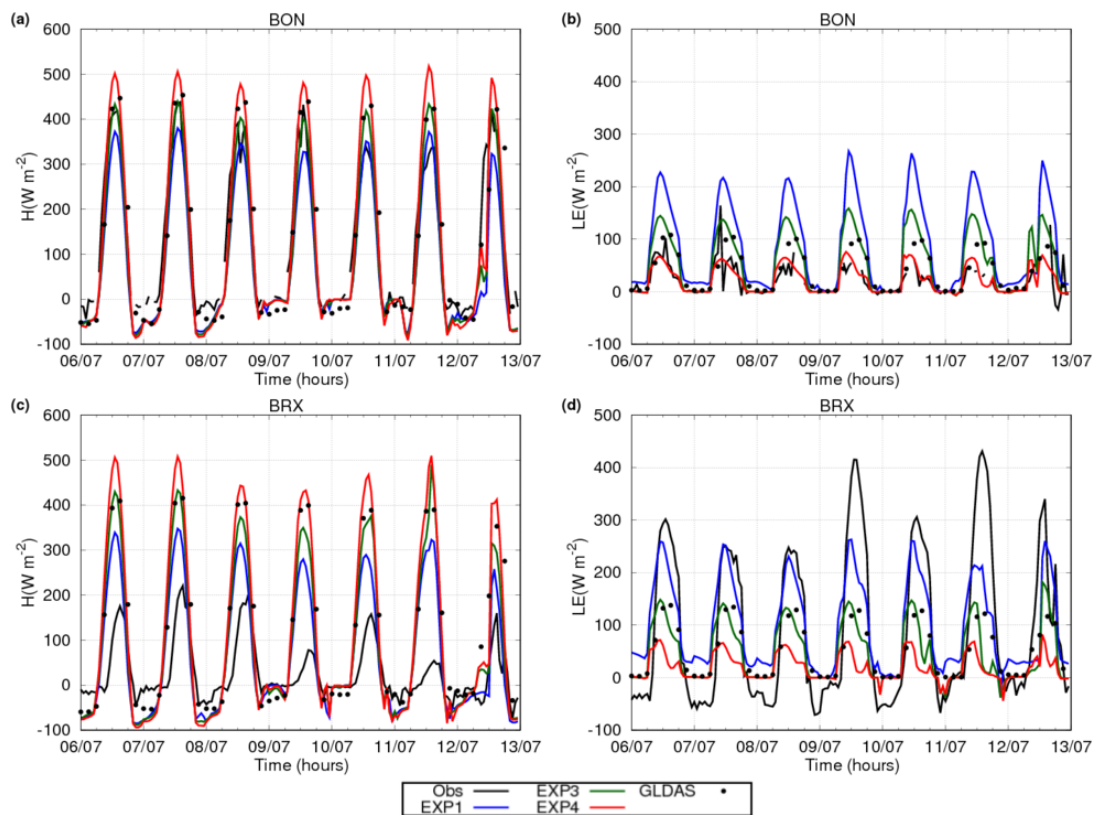 (a)
BON
H(W m⁻²)
600
500
400
300
200
100
0
-100
06/07 07/07 08/07 09/07 10/07 11/07 12/07 13/07
Time (hours)
(b)
BON
LE(W m⁻²)
500
400
300
200
100
0
-100
06/07 07/07 08/07 09/07 10/07 11/07 12/07 13/07
Time (hours)
(c)
BRX
H(W m⁻²)
600
500
400
300
200
100
0
-100
06/07 07/07 08/07 09/07 10/07 11/07 12/07 13/07
Time (hours)
(d)
BRX
LE(W m⁻²)
500
400
300
200
100
0
-100
06/07 07/07 08/07 09/07 10/07 11/07 12/07 13/07
Time (hours)
Obs EXP3 GLDAS
EXP1 EXP4